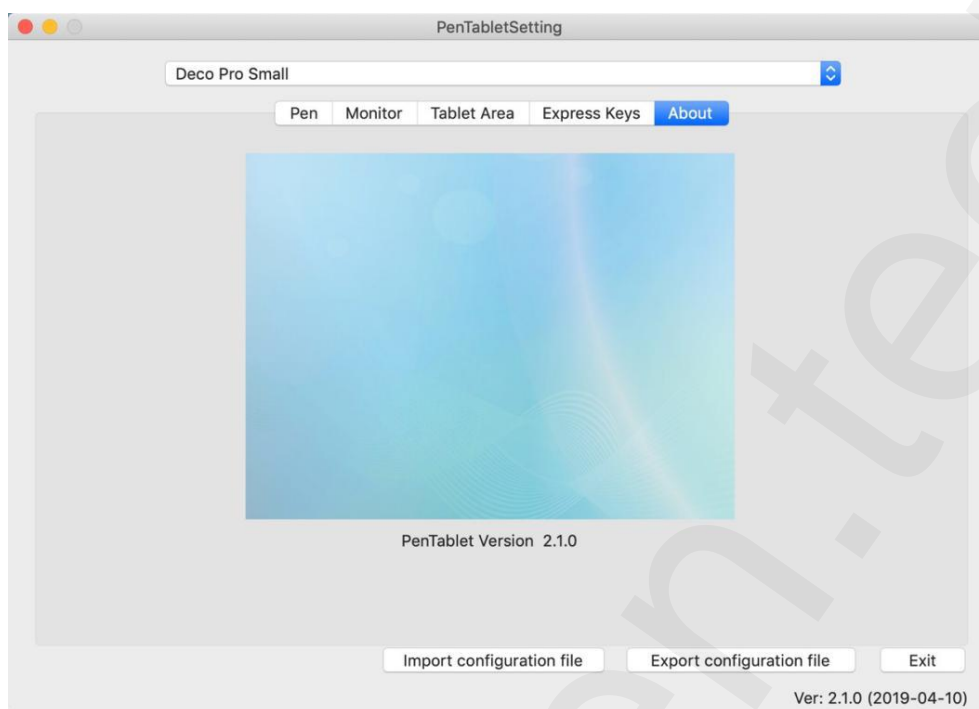 PenTabletSetting
Deco Pro Small
Pen Monitor Tablet Area Express Keys About
PenTablet Version 2.1.0
Import configuration file Export configuration file Exit
Ver: 2.1.0 (2019-04-10)